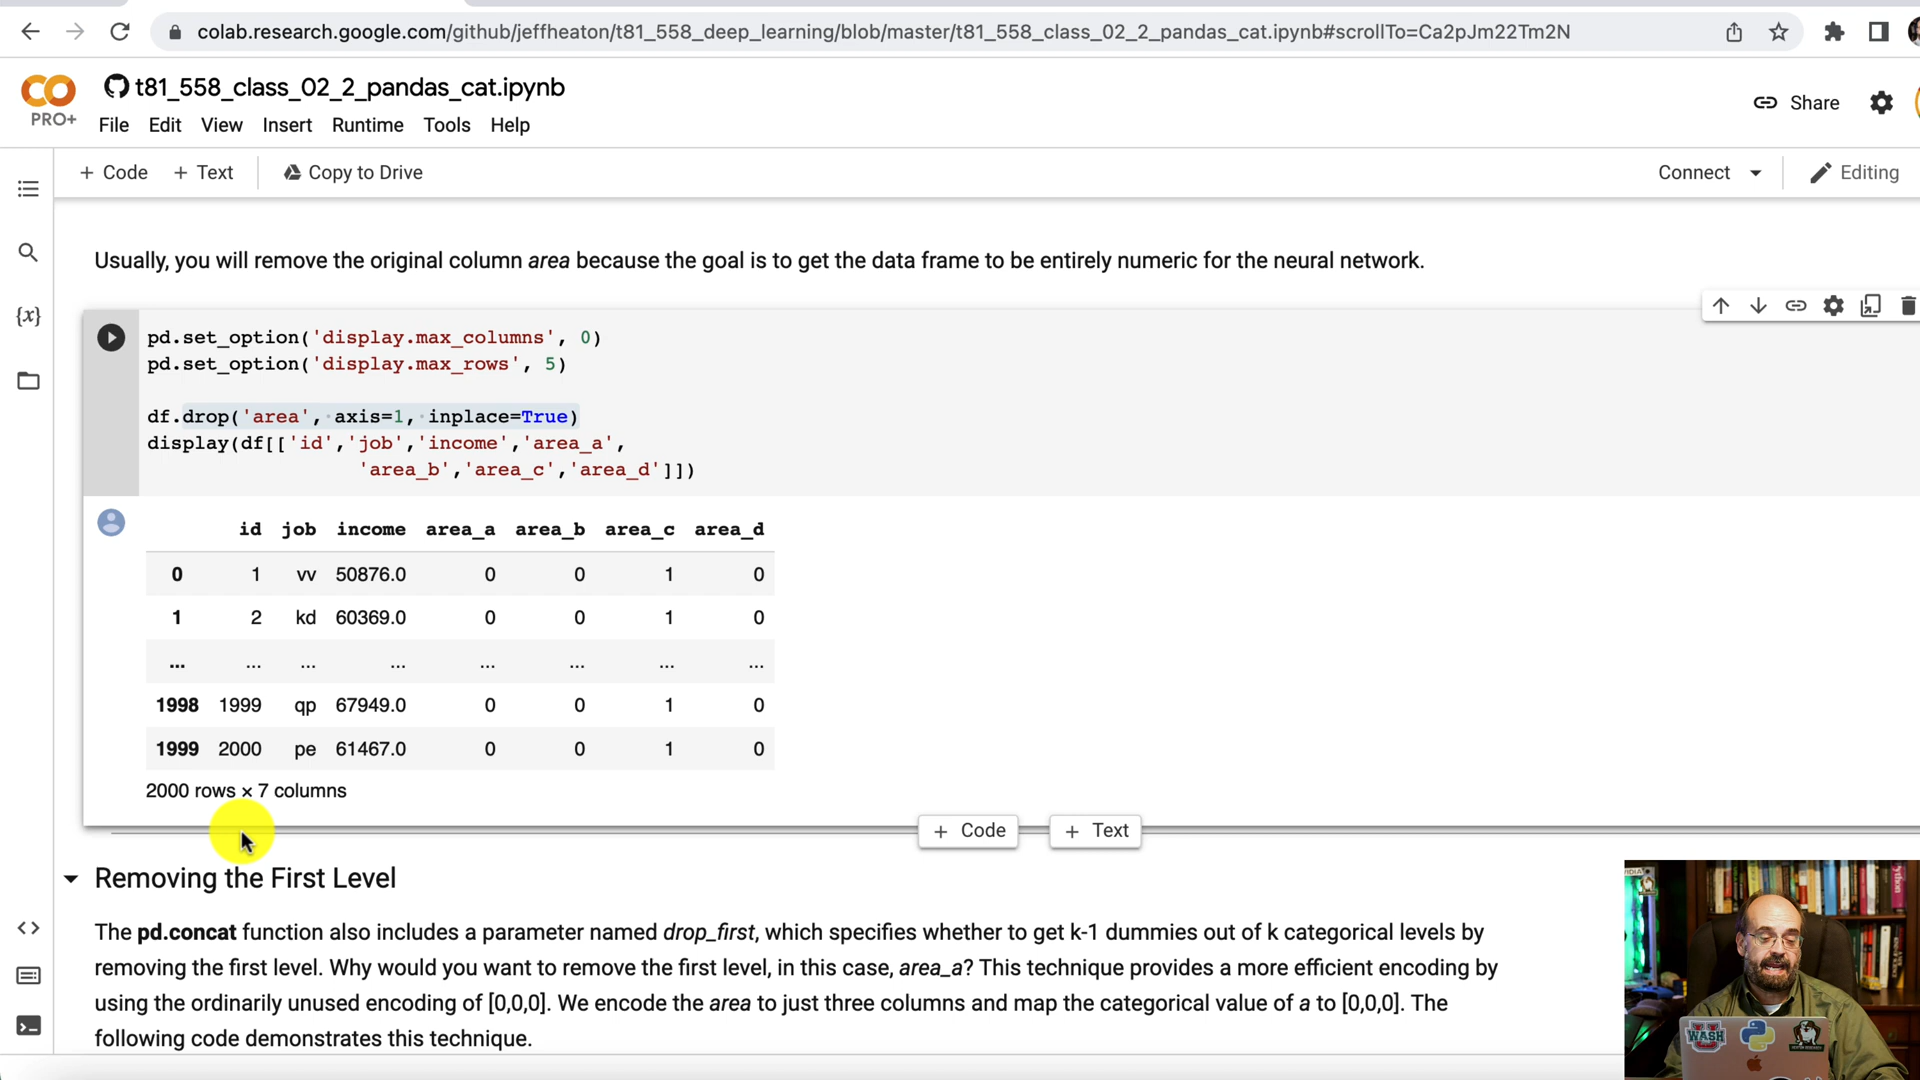 colab.research.google.com/github/jeffheaton/t81_558_deep_learning/blob/master/t81_558_class_02_2_pandas_cat.ipynb#scrollTo=Ca2pJm22Tm2N
t81_558_class_02_2_pandas_cat.ipynb
PRO+
File Edit View Insert Runtime Tools Help
Share
+ Code + Text Copy to Drive
Connect Editing
Usually, you will remove the original column area because the goal is to get the data frame to be entirely numeric for the neural network.
pd.set_option('display.max_columns', 0)
pd.set_option('display.max_rows', 5)
df.drop('area', axis=1, inplace=True)
display(df[['id','job','income','area_a',
'area_b','area_c','area_d']])
id job income area_a area_b area_c area_d
0 1 vv 50876.0 0 0 1 0
1 2 kd 60369.0 0 0 1 0
... ... ... ... ... ... ... ...
1998 1999 qp 67949.0 0 0 1 0
1999 2000 pe 61467.0 0 0 1 0
2000 rows × 7 columns
+ Code + Text
Removing the First Level
The pd.concat function also includes a parameter named drop_first, which specifies whether to get k-1 dummies out of k categorical levels by
removing the first level. Why would you want to remove the first level, in this case, area_a? This technique provides a more efficient encoding by
using the ordinarily unused encoding of [0,0,0]. We encode the area to just three columns and map the categorical value of a to [0,0,0]. The
following code demonstrates this technique.
WASH